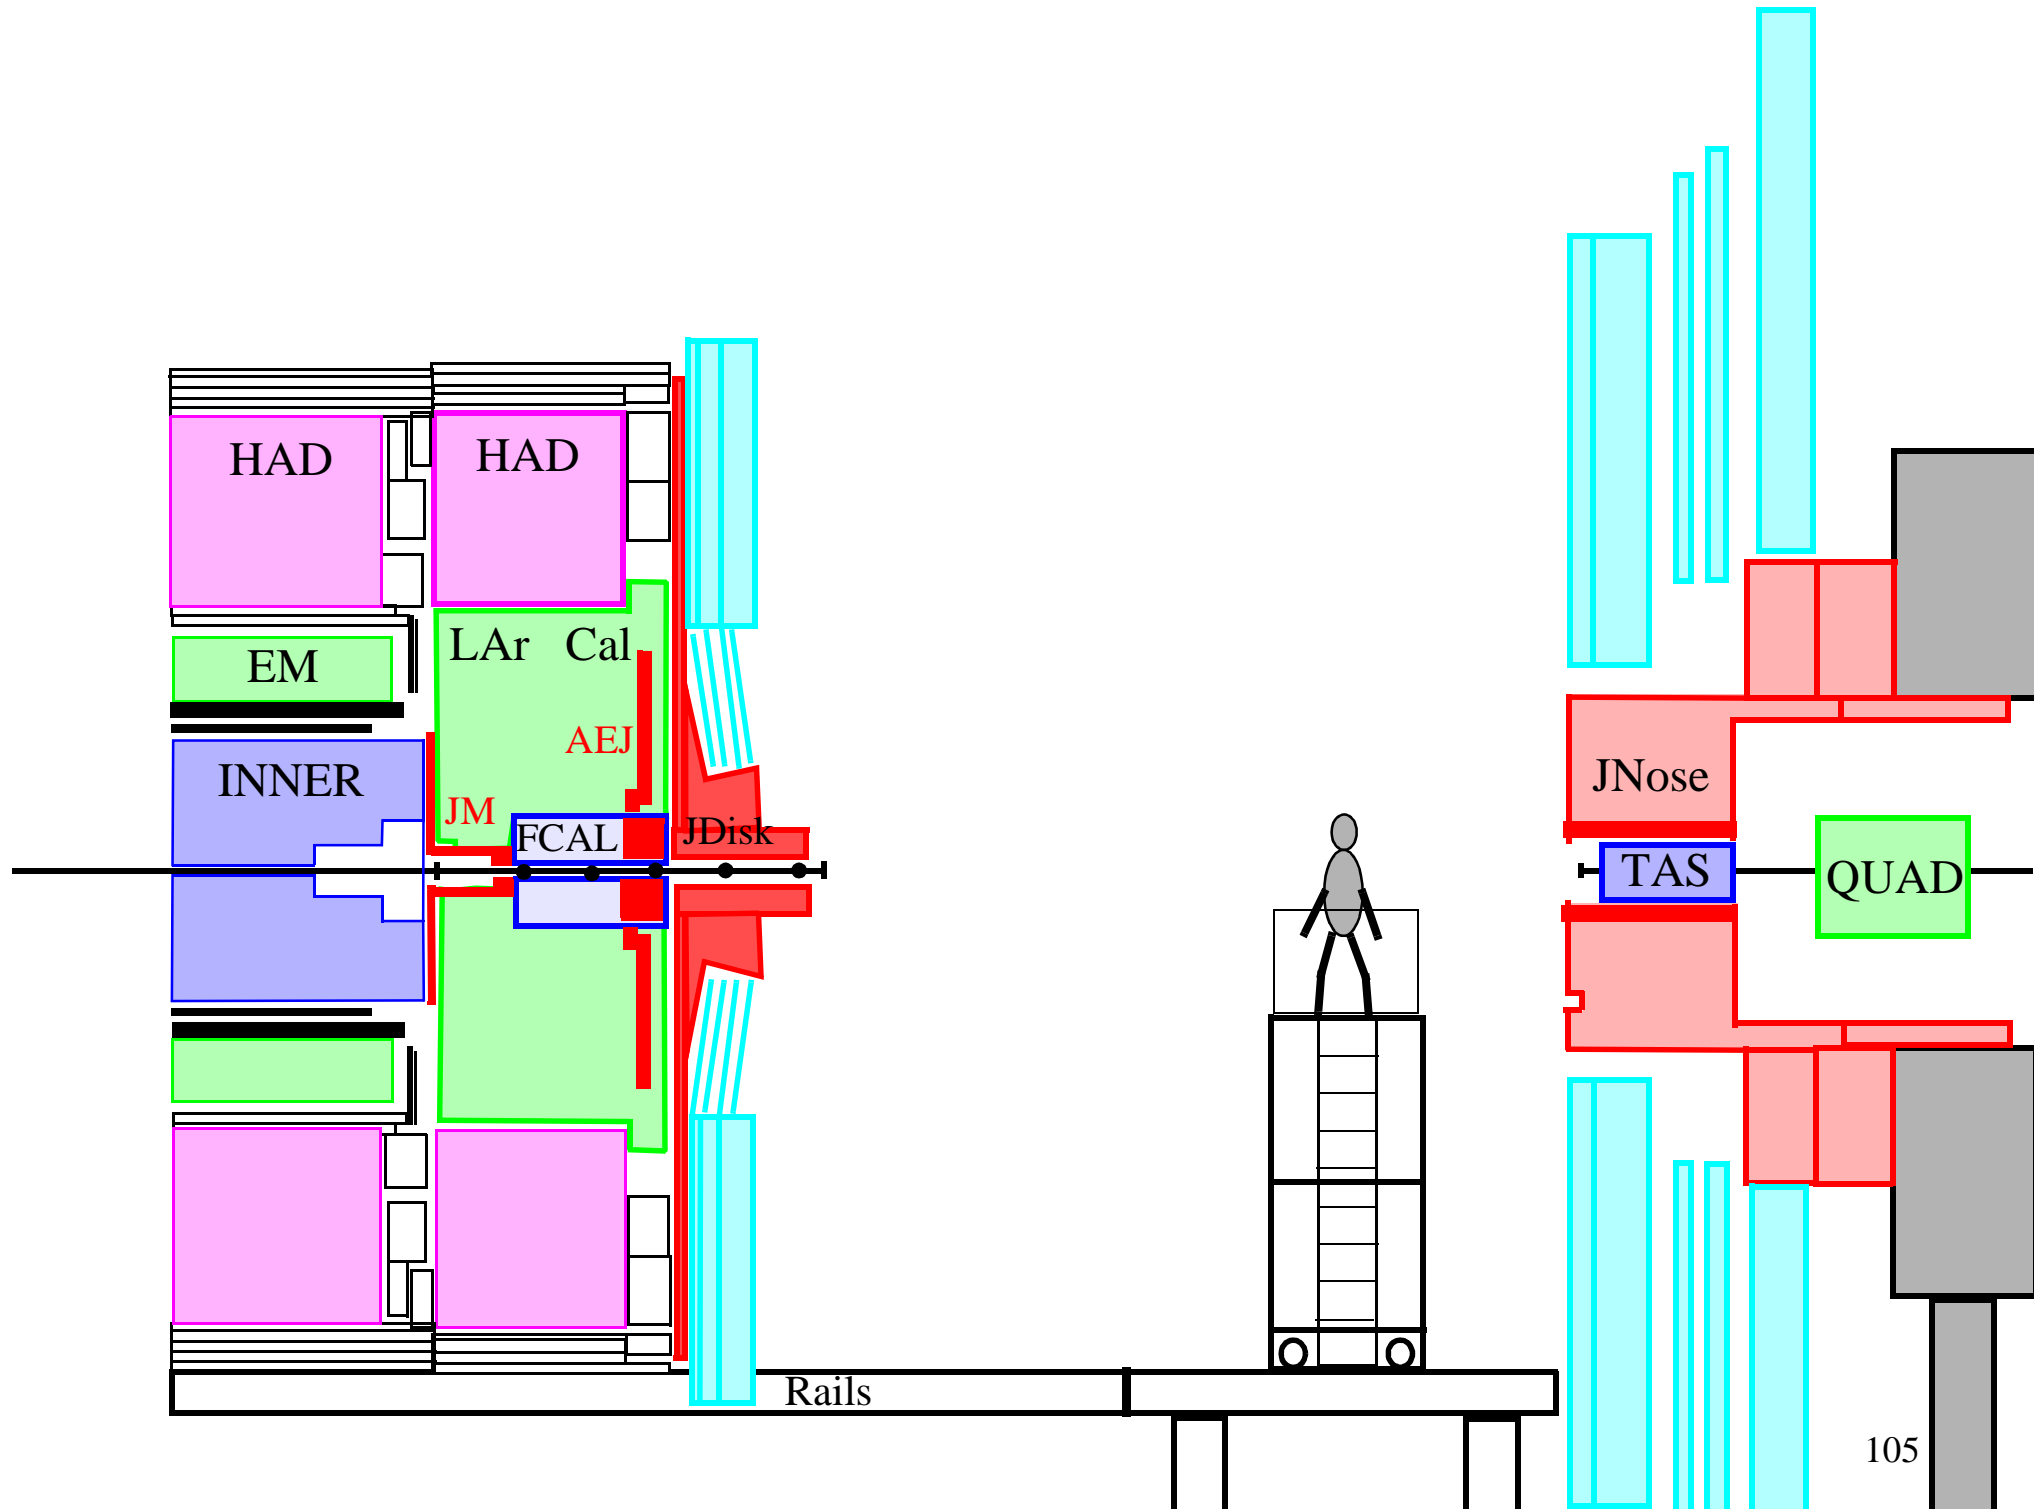 HAD
HAD
LAr Cal
EM
AEJ
INNER
JNose
JM
FCAL
JDisk
TAS
QUAD
Rails
105